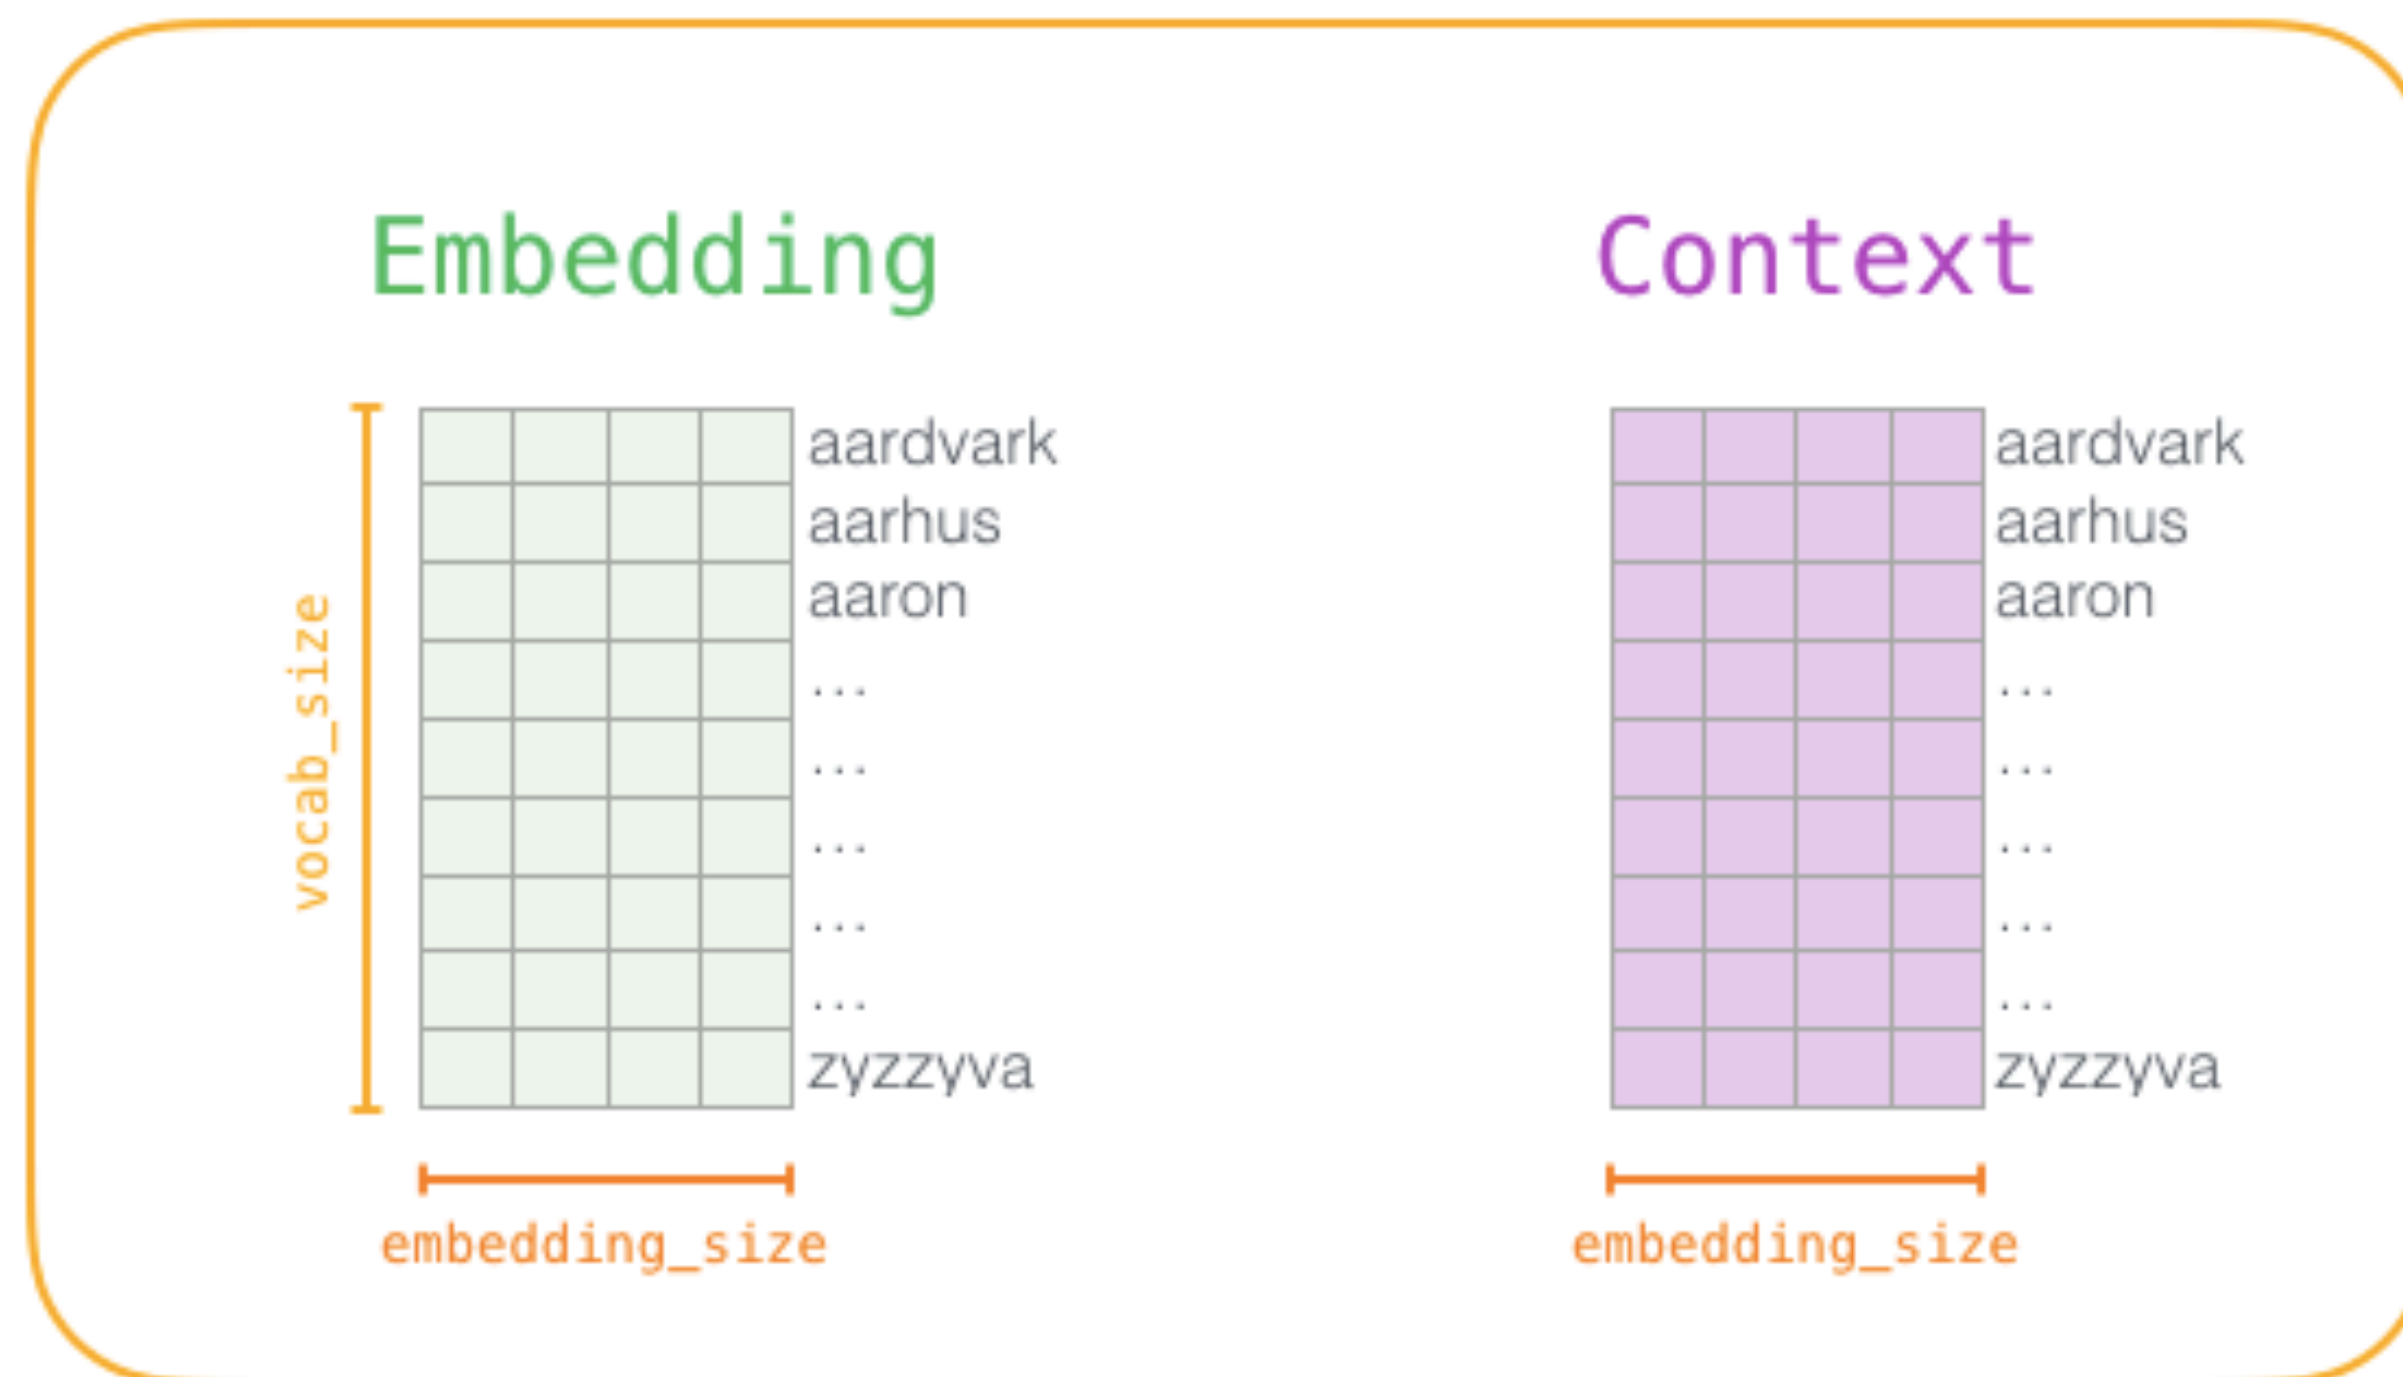 Embedding
Context
vocab_size
aardvark
aarhus
aaron
...
...
...
...
...
zyzzyva
embedding_size
aardvark
aarhus
aaron
...
...
...
...
...
zyzzyva
embedding_size